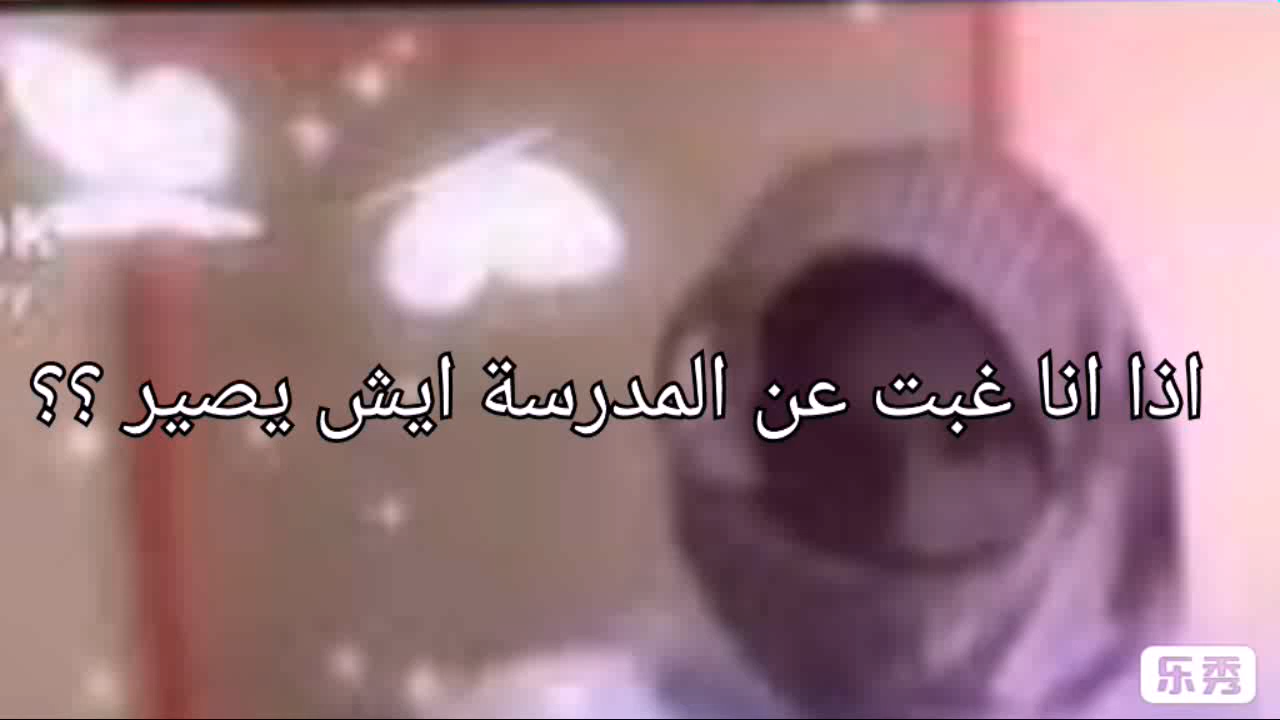 اذا انا غبت عن المدرسة ايش يصير ؟؟
乐秀